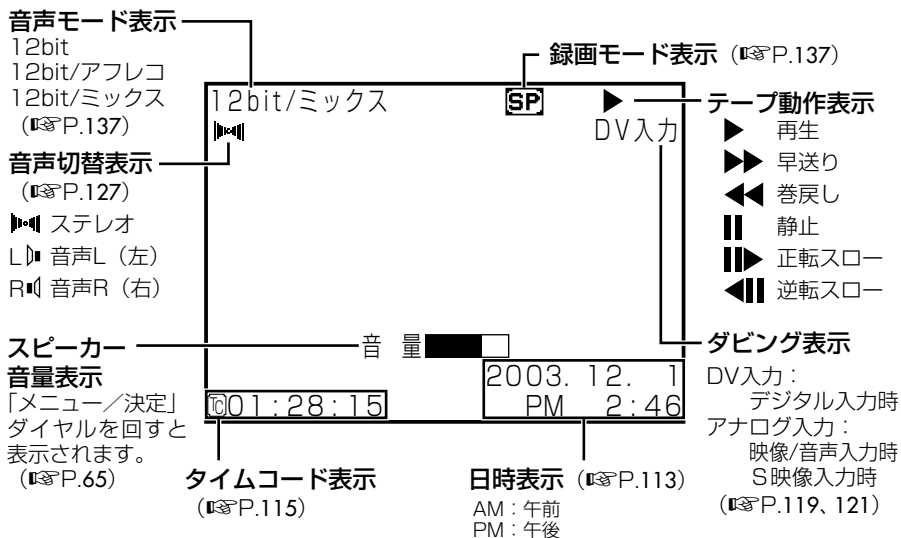 音声モード表示
12bit
12bit/アフレコ
12bit/ミックス
（☞P.137）
音声切替表示
（☞P.127）
ステレオ
L 音声L（左）
R 音声R（右）
スピーカー
音量表示
「メニュー／決定」
ダイヤルを回すと
表示されます。
（☞P.65）
録画モード表示（☞P.137）
12bit/ミックス
SP ▶
DV入力
音 量
2003. 12. 1
TC 01:28:15
PM 2:46
タイムコード表示
（☞P.115）
日時表示（☞P.113）
AM：午前
PM：午後
テープ動作表示
▶ 再生
▶▶ 早送り
◀◀ 巻戻し
❚❚ 静止
❚❚▶ 正転スロー
◀❚❚ 逆転スロー
ダビング表示
DV入力：
デジタル入力時
アナログ入力：
映像/音声入力時
S映像入力時
（☞P.119、121）